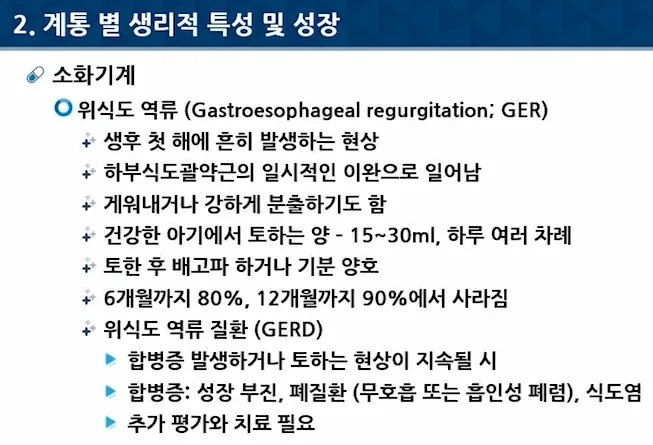 2. 계통 별 생리적 특성 및 성장
소화기계
위식도 역류 (Gastroesophageal regurgitation; GER)
생후 첫 해에 흔히 발생하는 현상
하부식도괄약근의 일시적인 이완으로 일어남
게워내거나 강하게 분출하기도 함
건강한 아기에서 토하는 양 - 15~30ml, 하루 여러 차례
토한 후 배고파 하거나 기분 양호
6개월까지 80%, 12개월까지 90%에서 사라짐
위식도 역류 질환 (GERD)
합병증 발생하거나 토하는 현상이 지속될 시
합병증: 성장 부진, 폐질환 (무호흡 또는 흡인성 폐렴), 식도염
추가 평가와 치료 필요